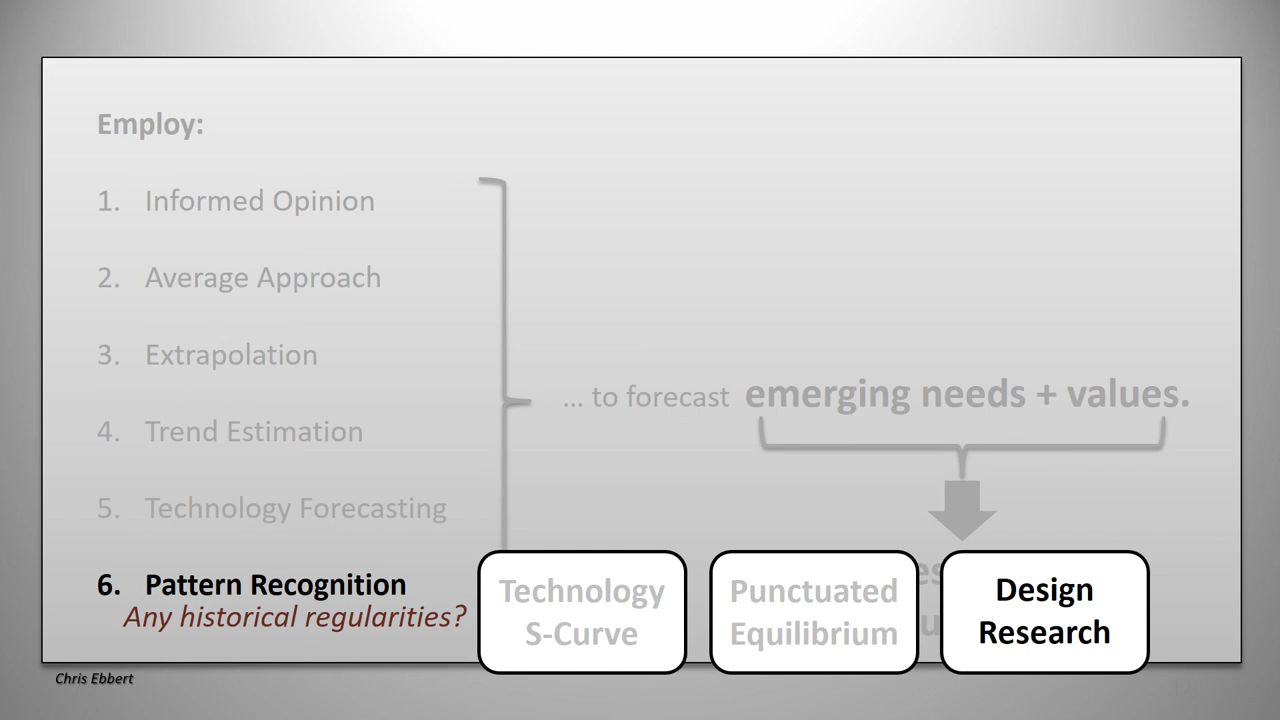 Employ:
1. Informed Opinion
2. Average Approach
3. Extrapolation
... to forecast emerging needs + values.
4. Trend Estimation
5. Technology Forecasting
6. Pattern Recognition
Any historical regularities?
Technology
S-Curve
Punctuated
Equilibrium
Design
Research
Chris Ebbert